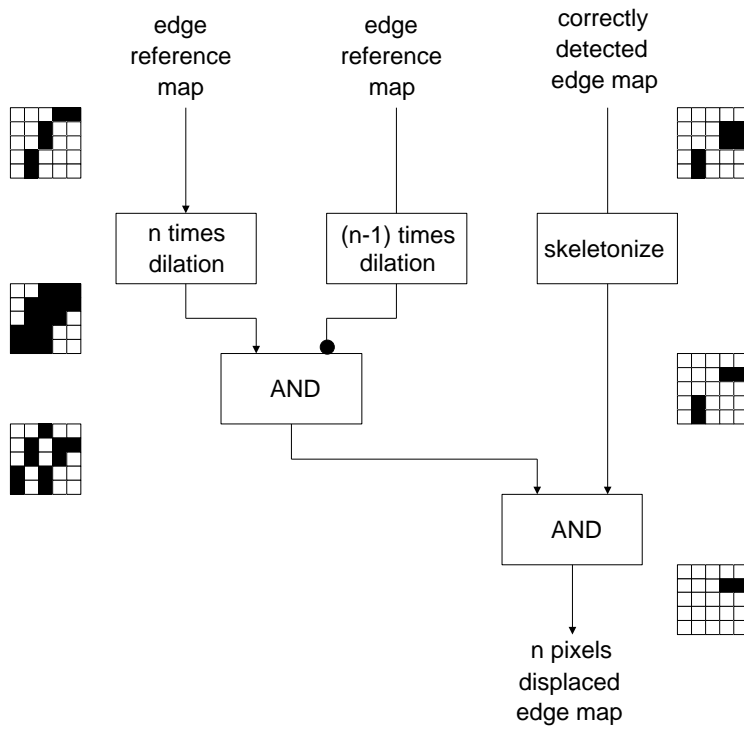 edge
reference
map
edge
reference
map
correctly
detected
edge map
n times
dilation
(n-1) times
dilation
skeletonize
AND
AND
n pixels
displaced
edge map